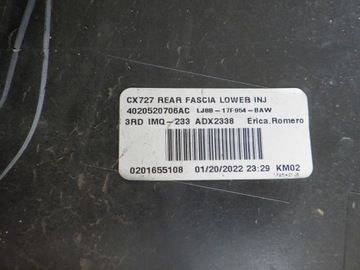 CX727 REAR FASCIA LOWER INJ
4020520706AC LJ8B-17F954-BAW
3RD IMQ-233 ADX2338 Erica.Romero
0201655108 01/20/2022 23:29 KM02